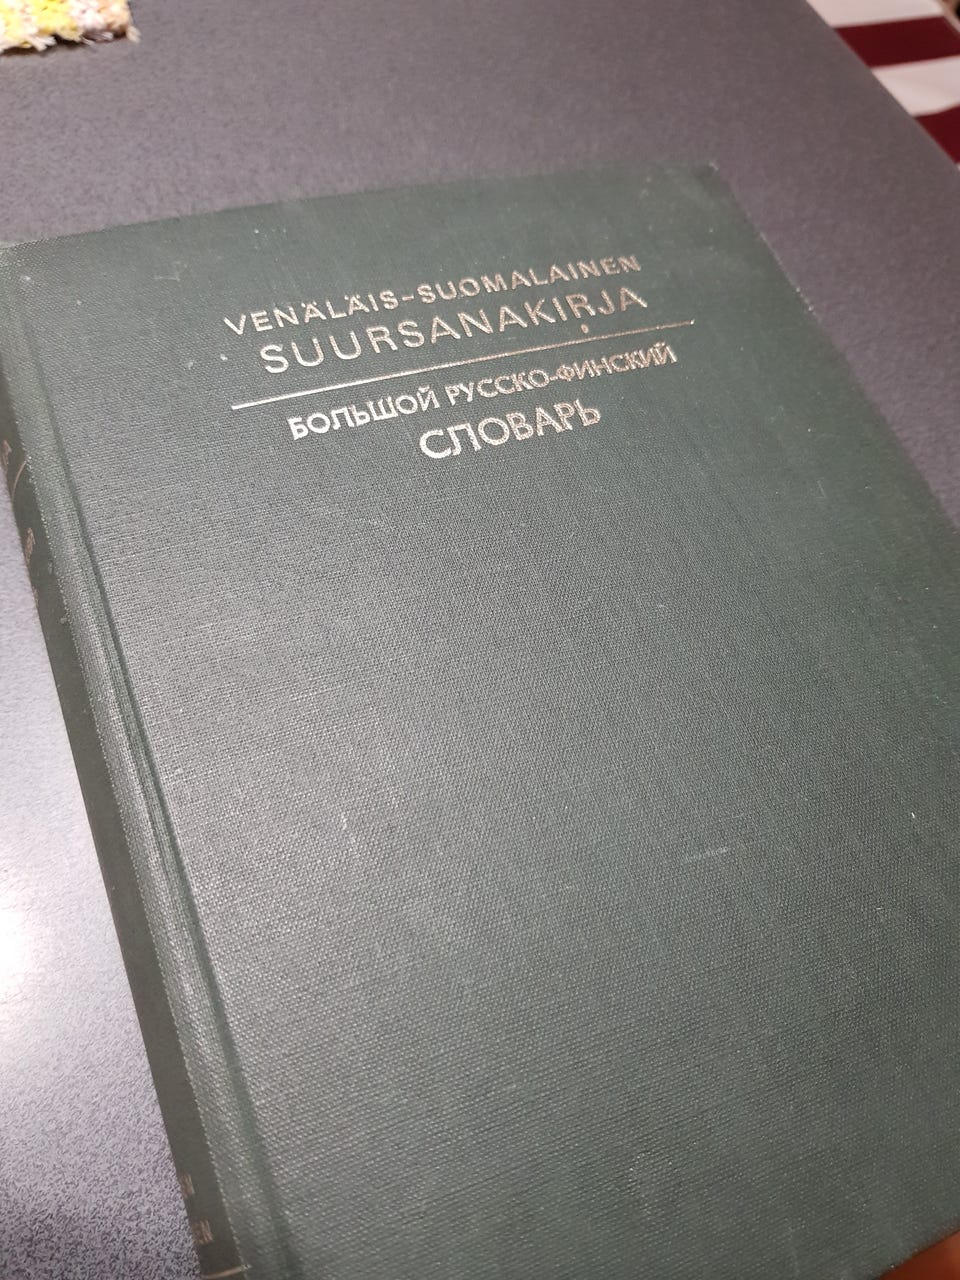 VENÄLÄIS-SUOMALAINEN
SUURSANAKIRJA
БОЛЬШОЙ РУССКО-ФИНСКИЙ
СЛОВАРЬ